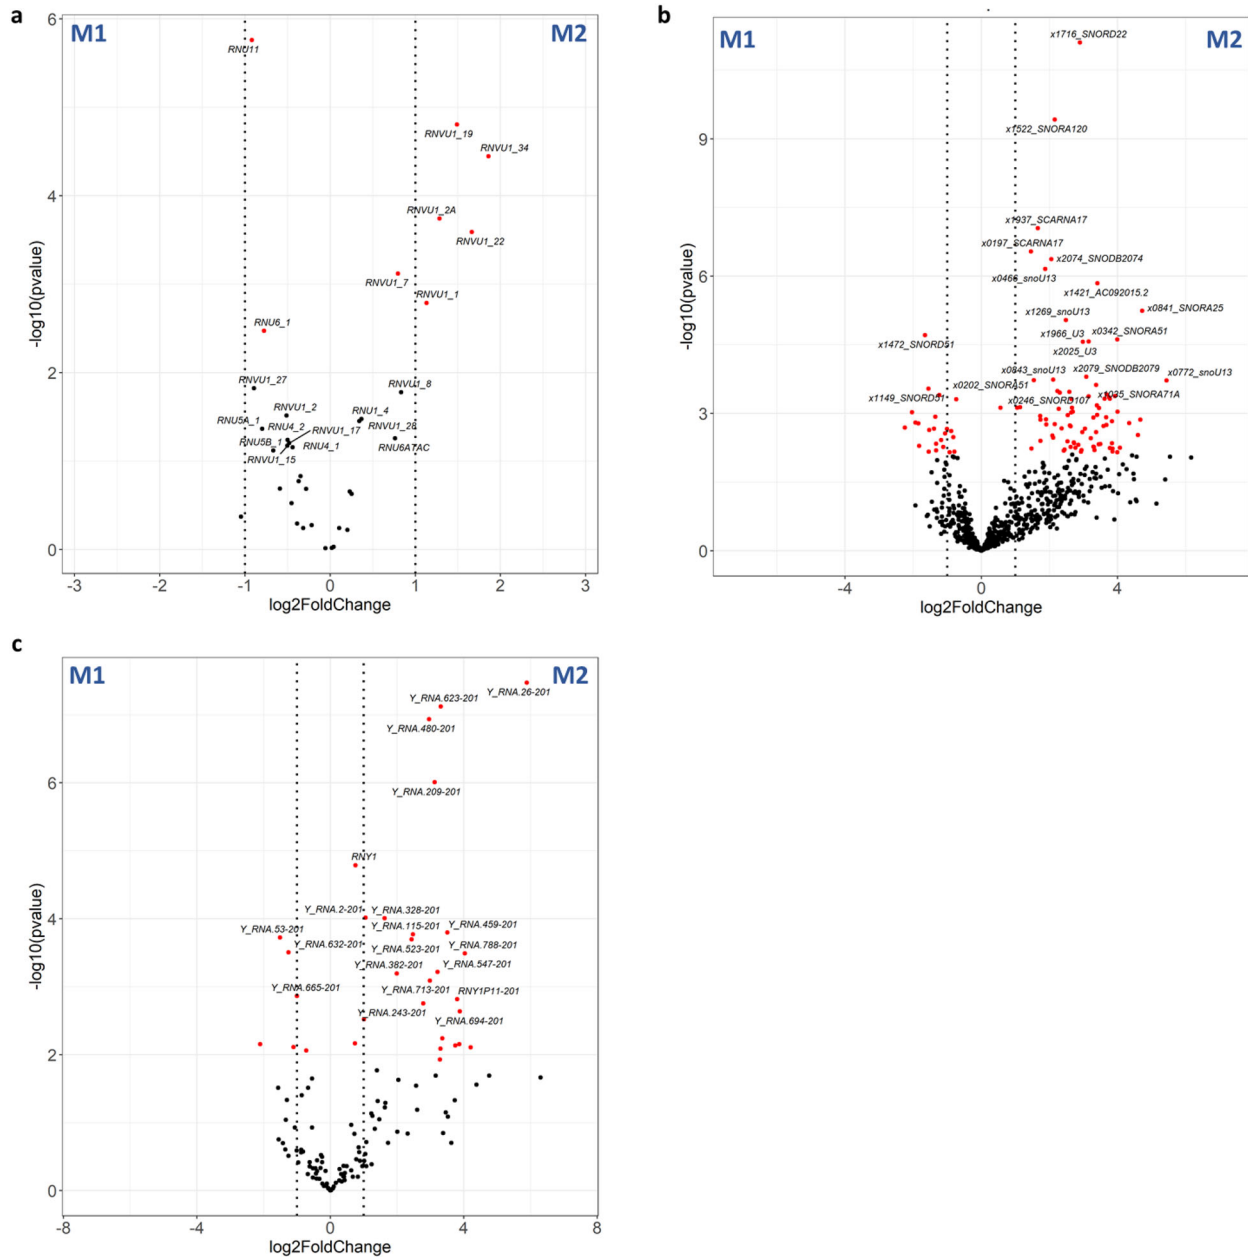 a
M1
M2
6
RNU11
RNVU1_19
RNVU1_34
4
RNVU1_2A
RNVU1_22
RNVU1_7
RNVU1_1
RNU6_1
2
RNVU1_27
RNVU1_8
RNVU1_2
RNU1_4
RNU5A_1
RNU4_2
RNVU1_28
RNVU1_17
RNU5B_1
RNU4_1
RNU6ATAC
RNVU1_15
0
-log10(pvalue)
-3
-2
-1
0
1
2
3
log2FoldChange
b
M1
M2
x1716_SNORD22
9
x1522_SNORA120
x1937_SCARNA17
x0197_SCARNA17
x2074_SNODB2074
6
x0466_snoU13
x1421_AC092015.2
x0841_SNORA25
x1269_snoU13
x1966_U3
x0342_SNORA51
x1472_SNORD51
x2025_U3
x0843_snoU13
x2079_SNODB2079
x0772_snoU13
x0202_SNORA51
x1149_SNORD51
x0246_SNORD107
x1035_SNORA71A
3
0
-log10(pvalue)
-4
0
4
log2FoldChange
c
M1
M2
Y_RNA.26-201
Y_RNA.623-201
Y_RNA.480-201
6
Y_RNA.209-201
RNY1
4
Y_RNA.2-201
Y_RNA.328-201
Y_RNA.53-201
Y_RNA.115-201
Y_RNA.459-201
Y_RNA.632-201
Y_RNA.523-201
Y_RNA.788-201
Y_RNA.382-201
Y_RNA.547-201
Y_RNA.665-201
Y_RNA.713-201
RNY1P11-201
Y_RNA.243-201
Y_RNA.694-201
2
0
-log10(pvalue)
-8
-4
0
4
8
log2FoldChange